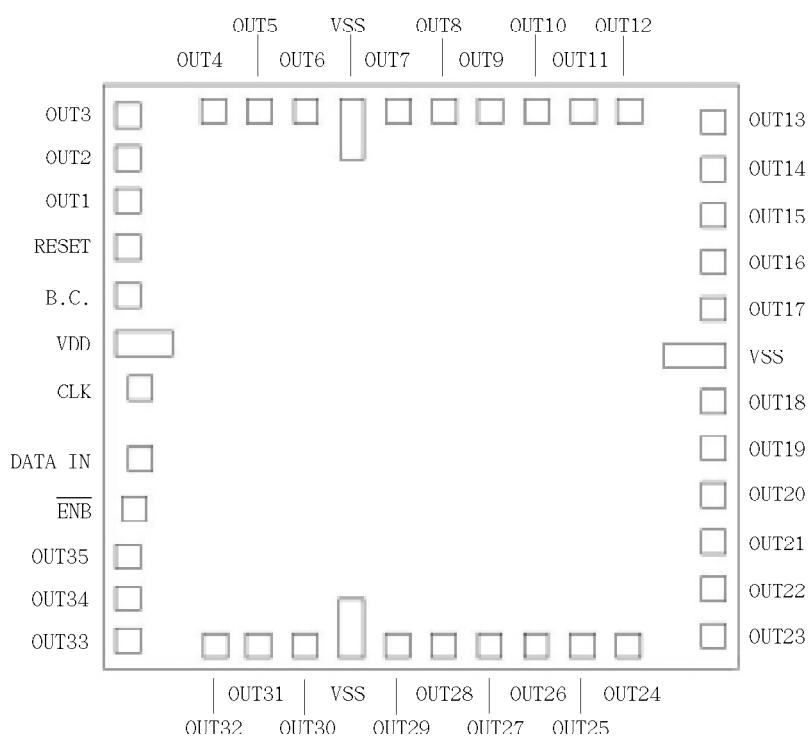 OUT5 VSS OUT8 OUT10 OUT12
OUT4 OUT6 OUT7 OUT9 OUT11
OUT3
OUT2
OUT1
RESET
B.C.
VDD
CLK
DATA IN
ENB
OUT35
OUT34
OUT33
OUT13
OUT14
OUT15
OUT16
OUT17
VSS
OUT18
OUT19
OUT20
OUT21
OUT22
OUT23
OUT31 VSS OUT28 OUT26 OUT24
OUT32 OUT30 OUT29 OUT27 OUT25